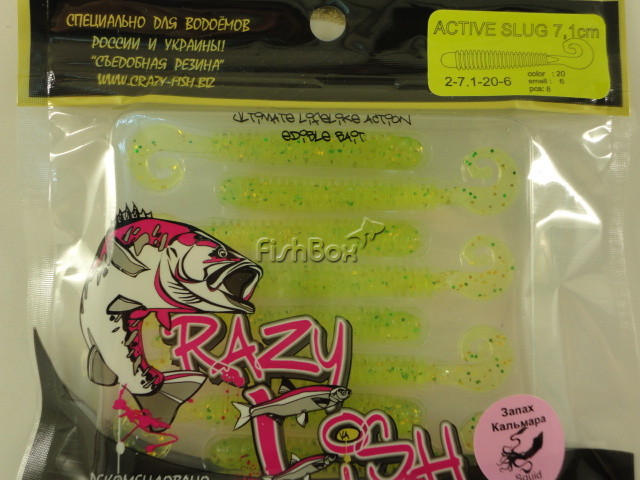 СПЕЦИАЛЬНО ДЛЯ ВОДОЁМОВ
РОССИИ И УКРАИНЫ!
"СЪЕДОБНАЯ РЕЗИНА"
WWW.CRAZY-FISH.BIZ
ACTIVE SLUG 7,1cm
2-7.1-20-6
color : 20
smell : 6
pcs: 8
ULTIMATE LIFELIKE ACTION
EDIBLE BAIT
FishBox
CRAZY
FISH
Запах
Кальмара
Squid